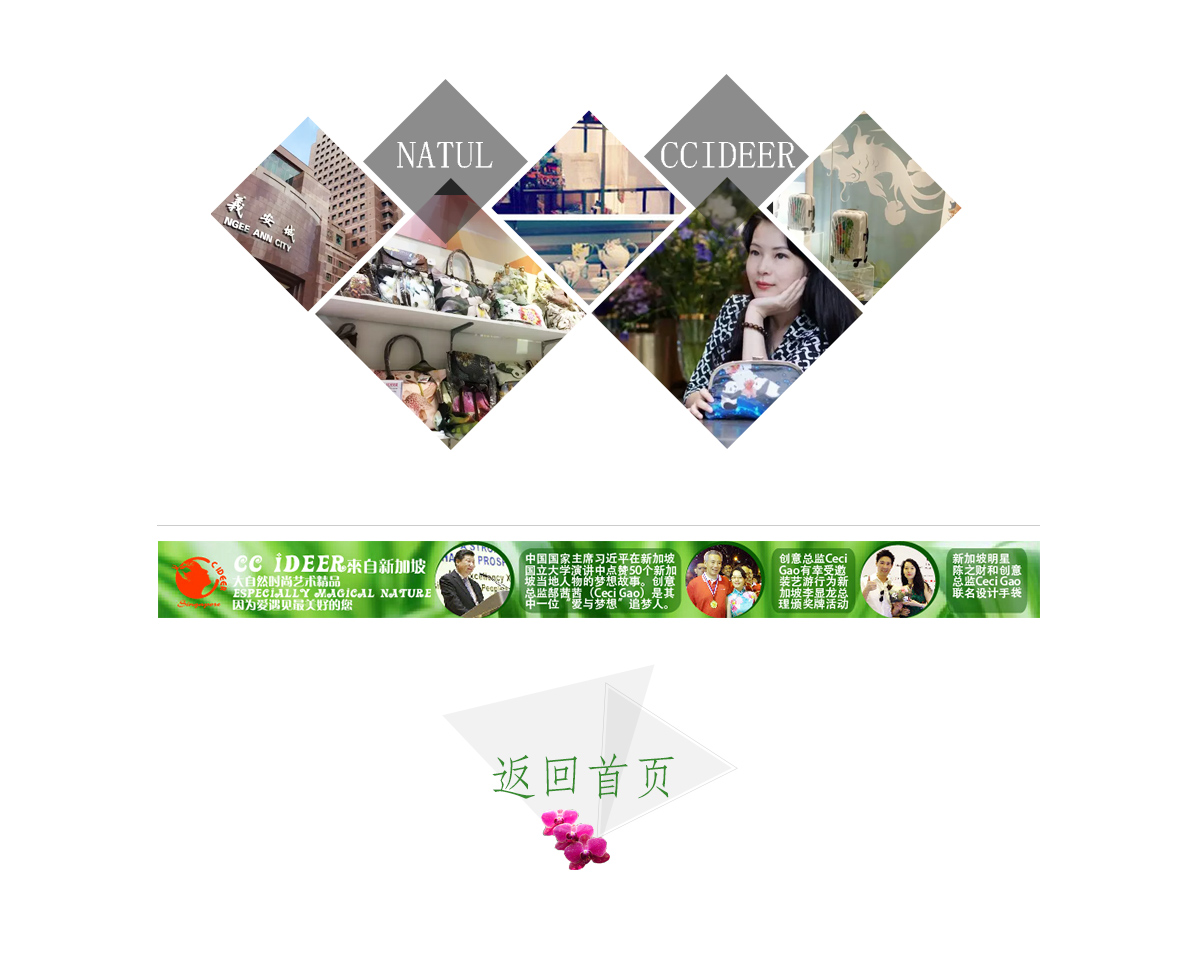 NATUL
CCIDEER
義安城
NGEE ANN CITY
CC iDEER來自新加坡
大自然时尚艺术精品
ESPECIALLY MAGICAL NATURE
因为爱遇见最美好的您
CC iDEER
Singapore
中国国家主席习近平在新加坡
国立大学演讲中点赞50个新加
坡当地人物的梦想故事。创意
总监郜茜茜（Ceci Gao）是其
中一位“爱与梦想”追梦人。
创意总监Ceci
Gao有幸受邀
装艺游行为新
加坡李显龙总
理颁奖牌活动
新加坡明星
陈之财和创意
总监Ceci Gao
联名设计手袋
返回首页